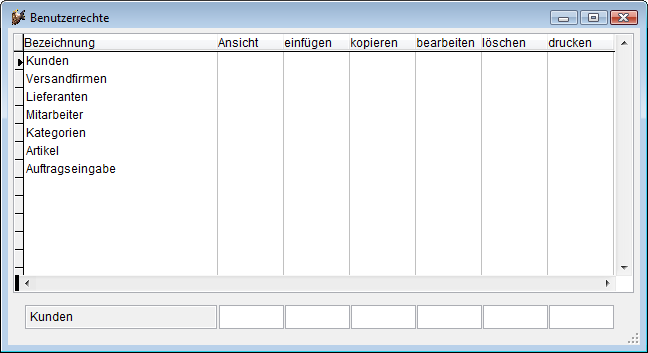 Benutzerrechte
Bezeichnung Ansicht einfügen kopieren bearbeiten löschen drucken
Kunden
Versandfirmen
Lieferanten
Mitarbeiter
Kategorien
Artikel
Auftragseingabe
Kunden